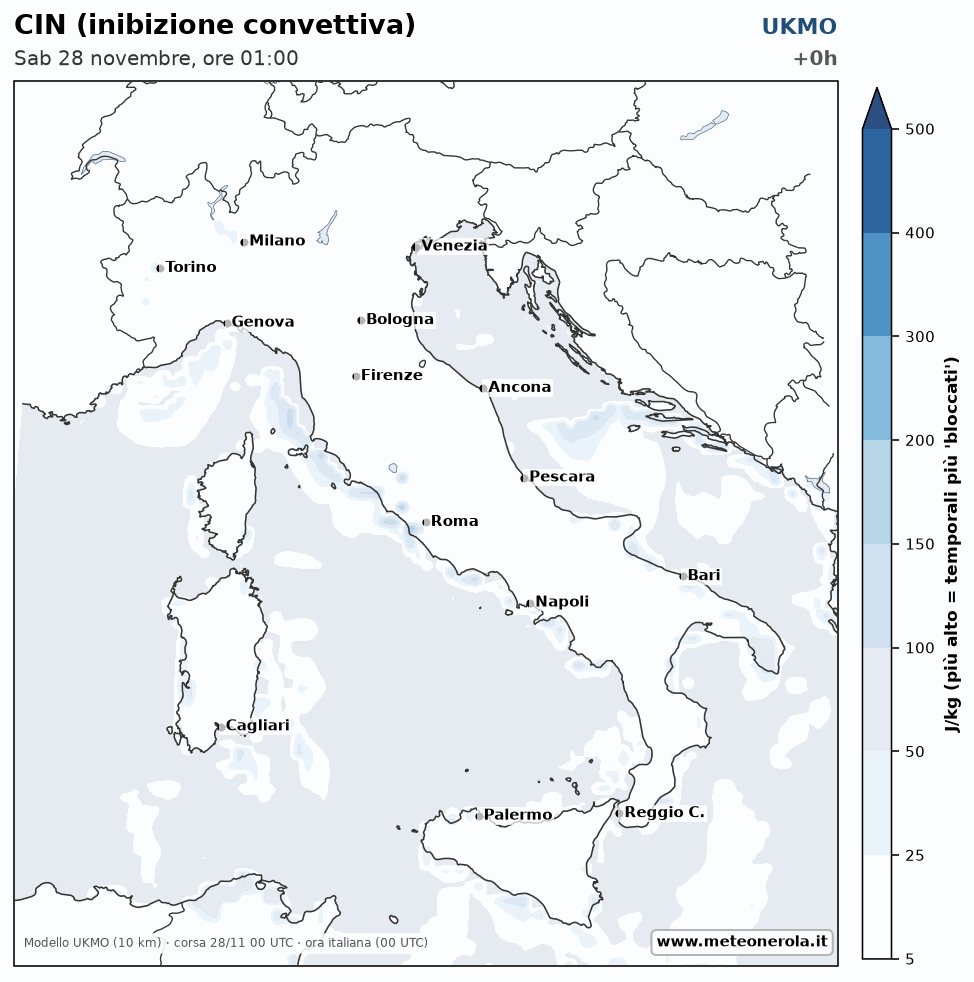 CIN (inibizione convettiva)
UKMO
Sab 28 novembre, ore 01:00
+0h
500
400
300
200
150
100
50
25
5
J/kg (più alto = temporali più 'bloccati')
Milano
Venezia
Torino
Genova
Bologna
Firenze
Ancona
Pescara
Roma
Bari
Napoli
Cagliari
Palermo
Reggio C.
Modello UKMO (10 km) · corsa 28/11 00 UTC · ora italiana (00 UTC)
www.meteonerola.it